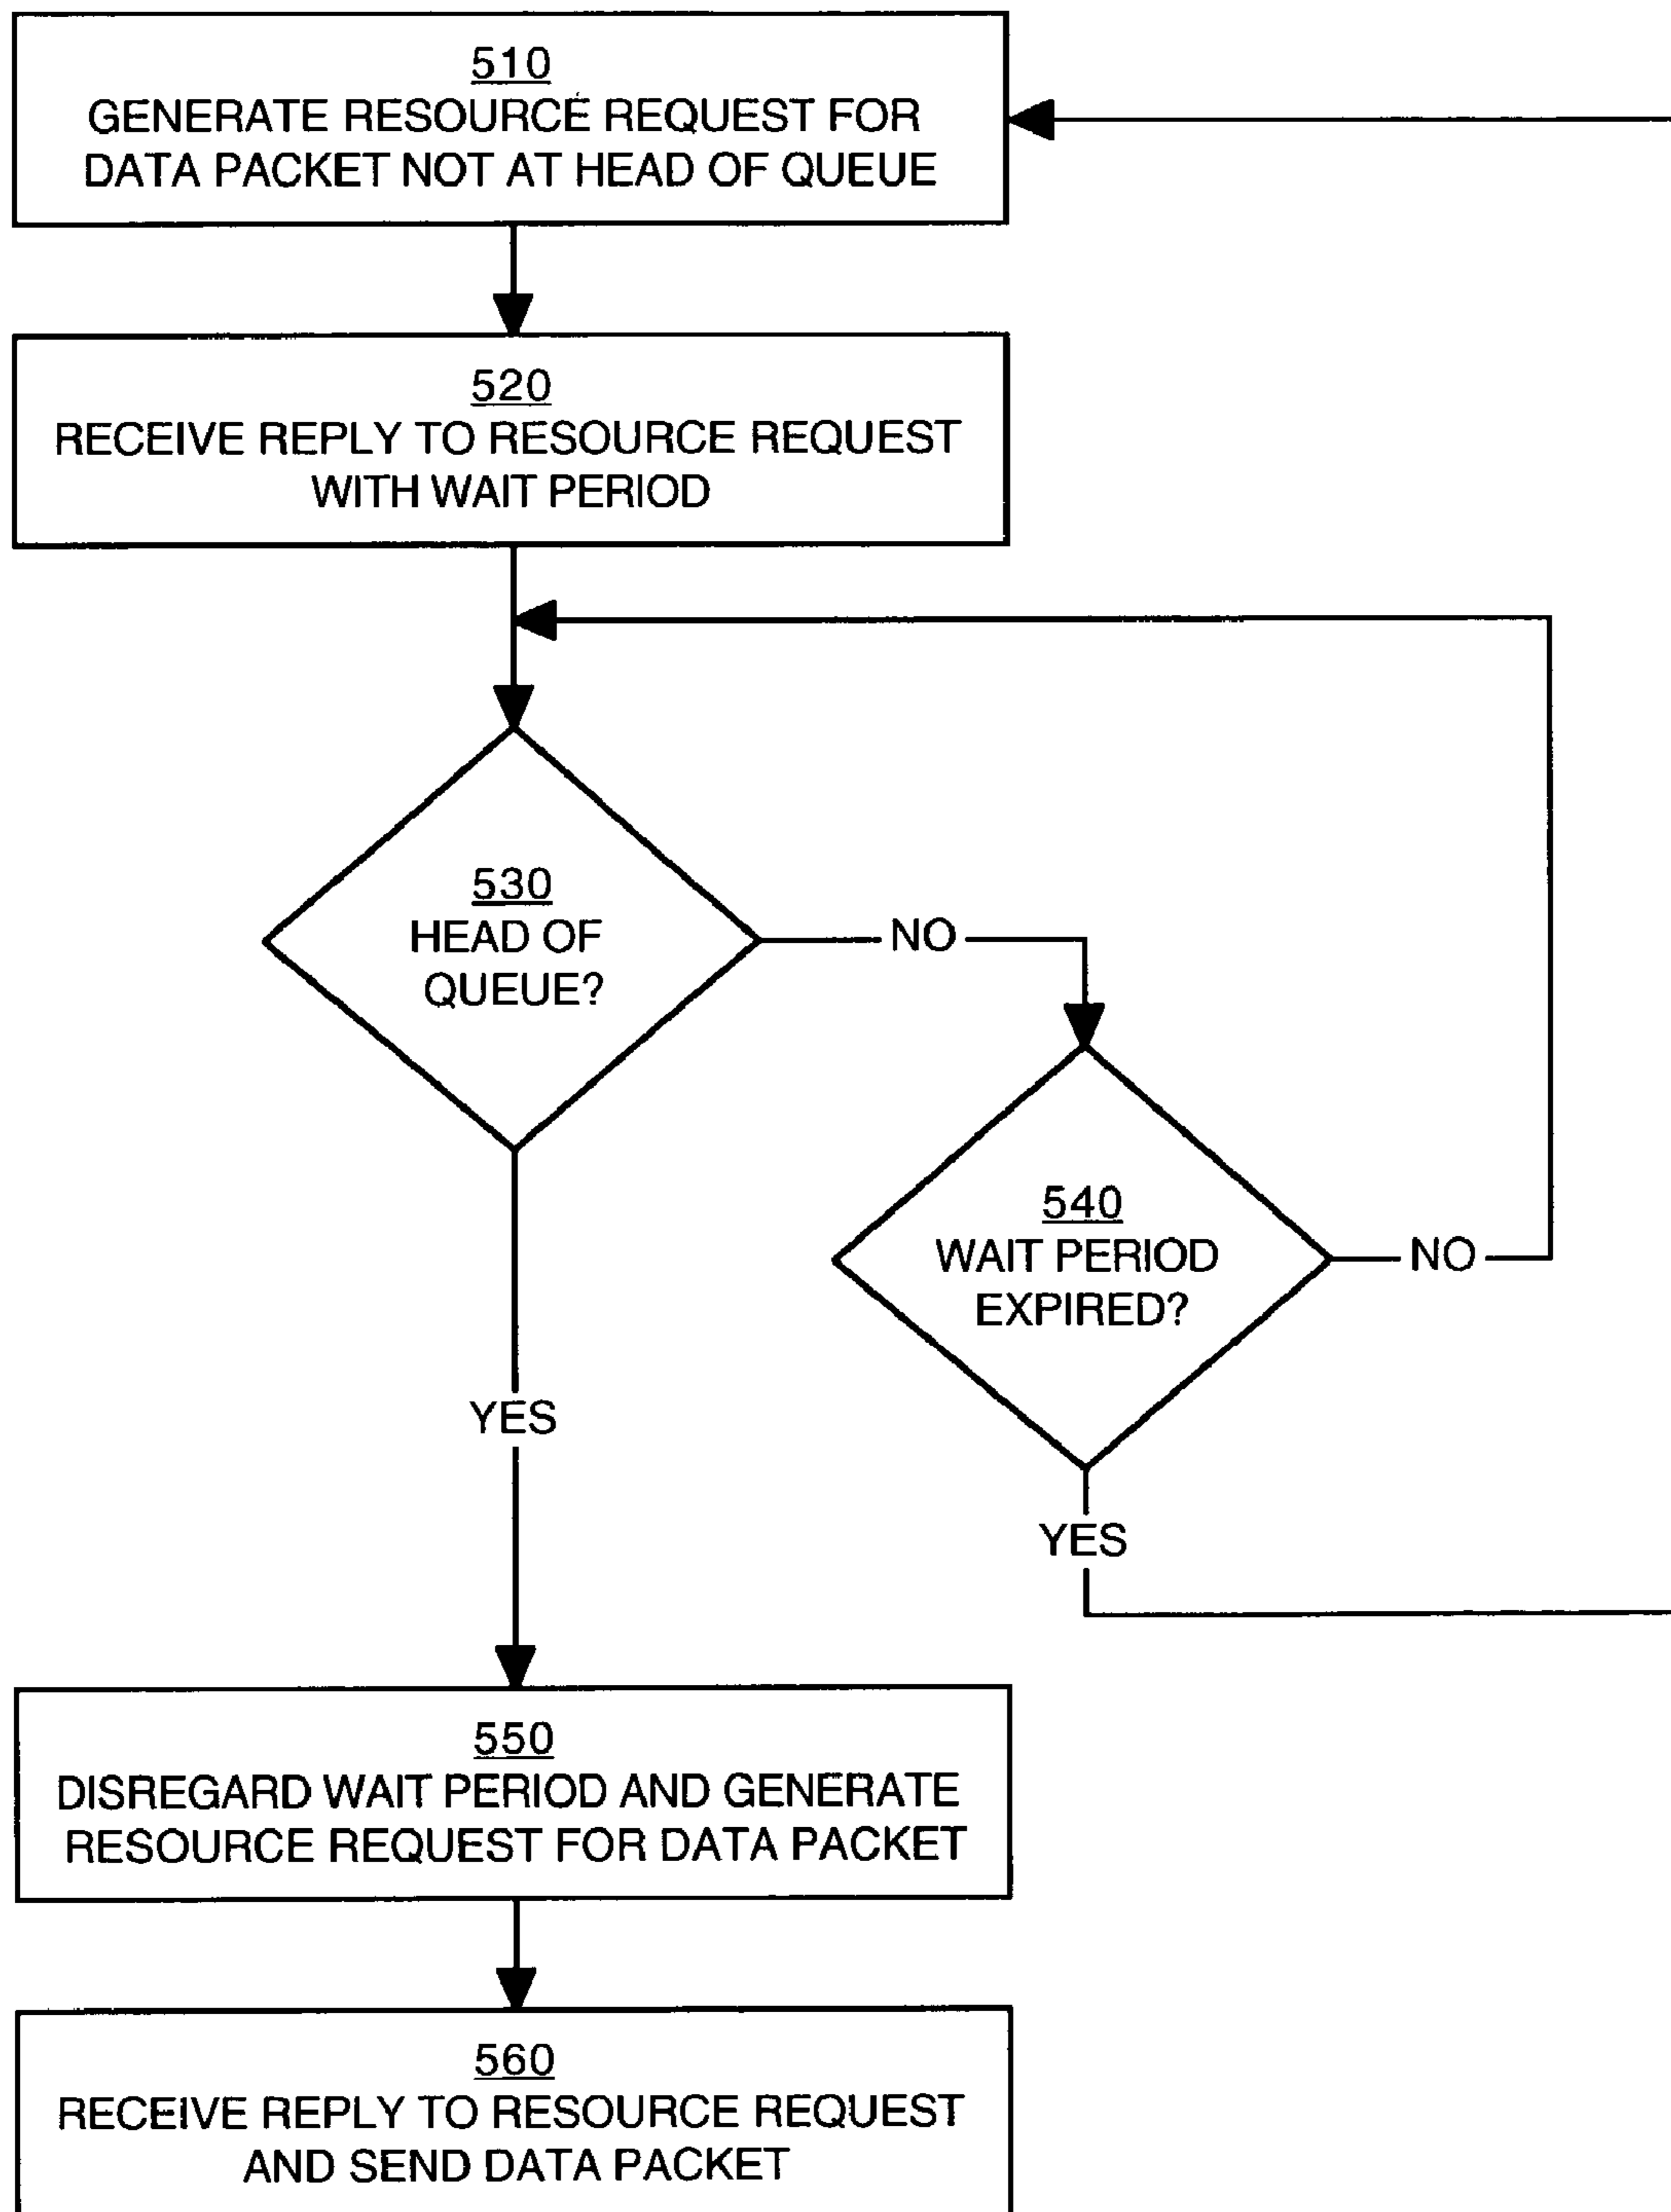 510
GENERATE RESOURCE REQUEST FOR
DATA PACKET NOT AT HEAD OF QUEUE
520
RECEIVE REPLY TO RESOURCE REQUEST
WITH WAIT PERIOD
530
HEAD OF
QUEUE?
NO
540
WAIT PERIOD
EXPIRED?
NO
YES
YES
550
DISREGARD WAIT PERIOD AND GENERATE
RESOURCE REQUEST FOR DATA PACKET
560
RECEIVE REPLY TO RESOURCE REQUEST
AND SEND DATA PACKET